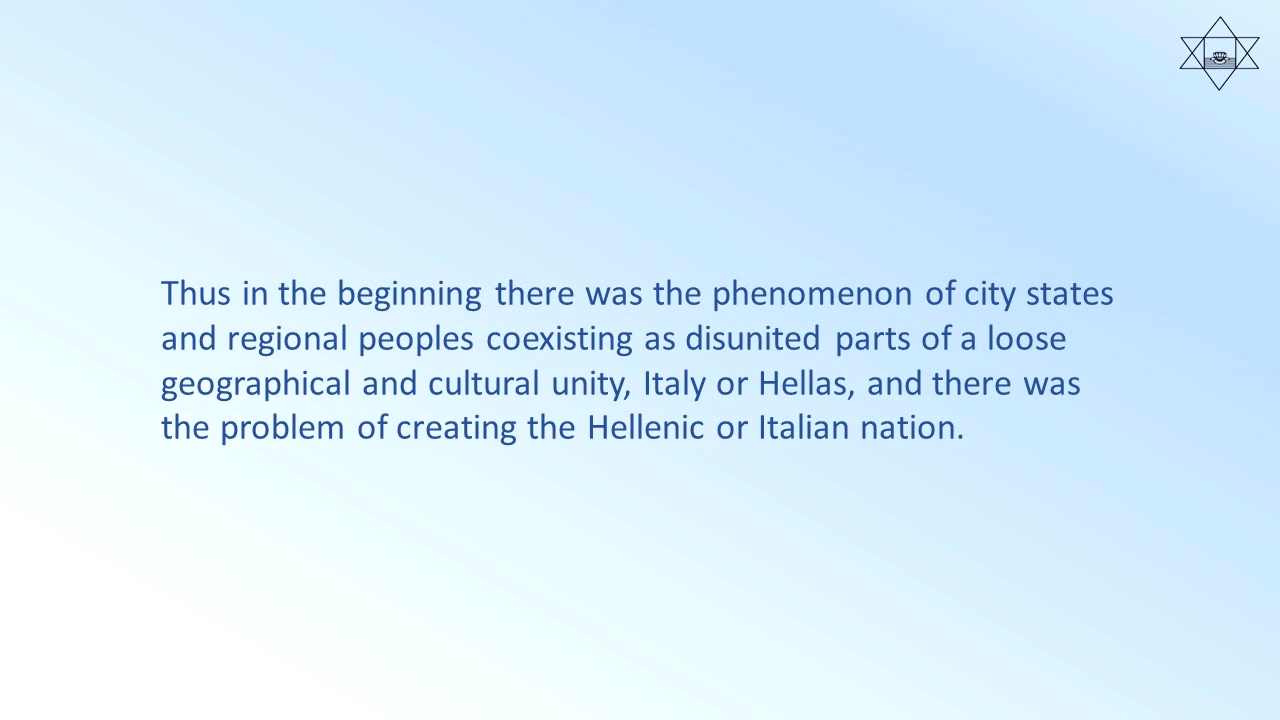 Thus in the beginning there was the phenomenon of city states
and regional peoples coexisting as disunited parts of a loose
geographical and cultural unity, Italy or Hellas, and there was
the problem of creating the Hellenic or Italian nation.